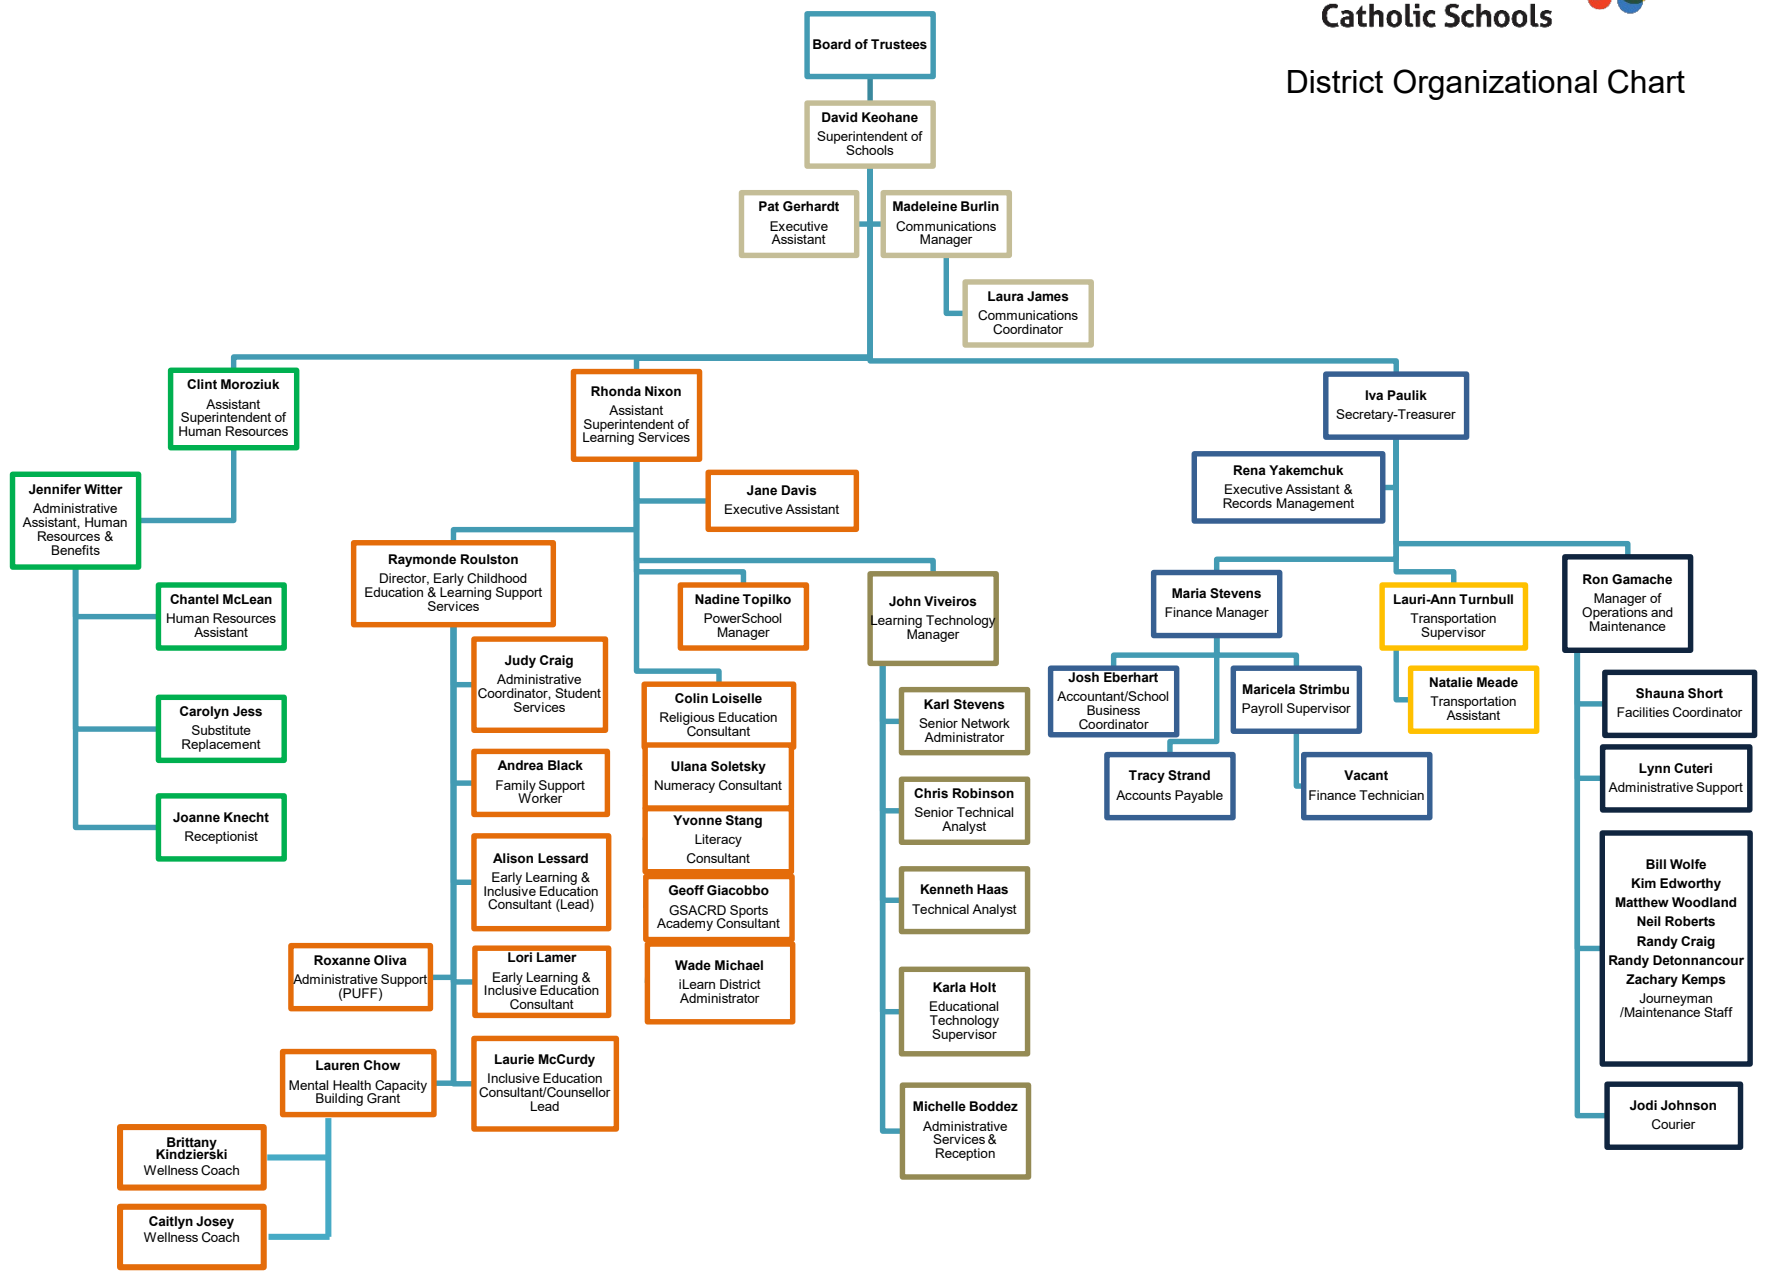 Catholic Schools
District Organizational Chart
Board of Trustees
David Keohane
Superintendent of
Schools
Pat Gerhardt
Executive
Assistant
Madeleine Burlin
Communications
Manager
Laura James
Communications
Coordinator
Clint Moroziuk
Assistant
Superintendent of
Human Resources
Jennifer Witter
Administrative
Assistant, Human
Resources &
Benefits
Chantel McLean
Human Resources
Assistant
Carolyn Jess
Substitute
Replacement
Joanne Knecht
Receptionist
Rhonda Nixon
Assistant
Superintendent of
Learning Services
Jane Davis
Executive Assistant
Raymonde Roulston
Director, Early Childhood
Education & Learning Support
Services
Judy Craig
Administrative
Coordinator, Student
Services
Andrea Black
Family Support
Worker
Alison Lessard
Early Learning &
Inclusive Education
Consultant (Lead)
Roxanne Oliva
Administrative Support
(PUFF)
Lori Lamer
Early Learning &
Inclusive Education
Consultant
Lauren Chow
Mental Health Capacity
Building Grant
Laurie McCurdy
Inclusive Education
Consultant/Counsellor
Lead
Brittany
Kindzierski
Wellness Coach
Caitlyn Josey
Wellness Coach
Nadine Topilko
PowerSchool
Manager
Colin Loiselle
Religious Education
Consultant
Ulana Soletsky
Numeracy Consultant
Yvonne Stang
Literacy
Consultant
Geoff Giacobbo
GSACRD Sports
Academy Consultant
Wade Michael
iLearn District
Administrator
John Viveiros
Learning Technology
Manager
Karl Stevens
Senior Network
Administrator
Chris Robinson
Senior Technical
Analyst
Kenneth Haas
Technical Analyst
Karla Holt
Educational
Technology
Supervisor
Michelle Boddez
Administrative
Services &
Reception
Iva Paulik
Secretary-Treasurer
Rena Yakemchuk
Executive Assistant &
Records Management
Maria Stevens
Finance Manager
Josh Eberhart
Accountant/School
Business
Coordinator
Maricela Strimbu
Payroll Supervisor
Tracy Strand
Accounts Payable
Vacant
Finance Technician
Lauri-Ann Turnbull
Transportation
Supervisor
Natalie Meade
Transportation
Assistant
Ron Gamache
Manager of
Operations and
Maintenance
Shauna Short
Facilities Coordinator
Lynn Cuteri
Administrative Support
Bill Wolfe
Kim Edworthy
Matthew Woodland
Neil Roberts
Randy Craig
Randy Detonnancour
Zachary Kemps
Journeyman
/Maintenance Staff
Jodi Johnson
Courier